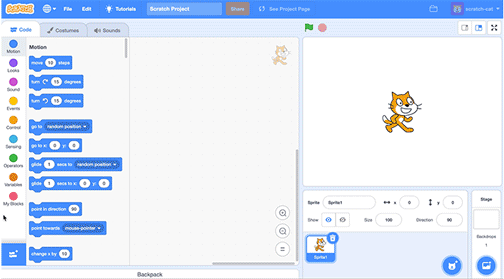 SCRATCH
File
Edit
Tutorials
Scratch Project
Share
See Project Page
scratch-cat
Code
Costumes
Sounds
Motion
Looks
Sound
Events
Control
Sensing
Operators
Variables
My Blocks
Motion
move 10 steps
turn 15 degrees
turn 15 degrees
go to random position
go to x: 0 y: 0
glide 1 secs to random position
glide 1 secs to x: 0 y: 0
point in direction 90
point towards mouse-pointer
change x by 10
Backpack
Sprite Sprite1 x 0 y 0
Show Size 100 Direction 90
Sprite1
Stage
Backdrops
1